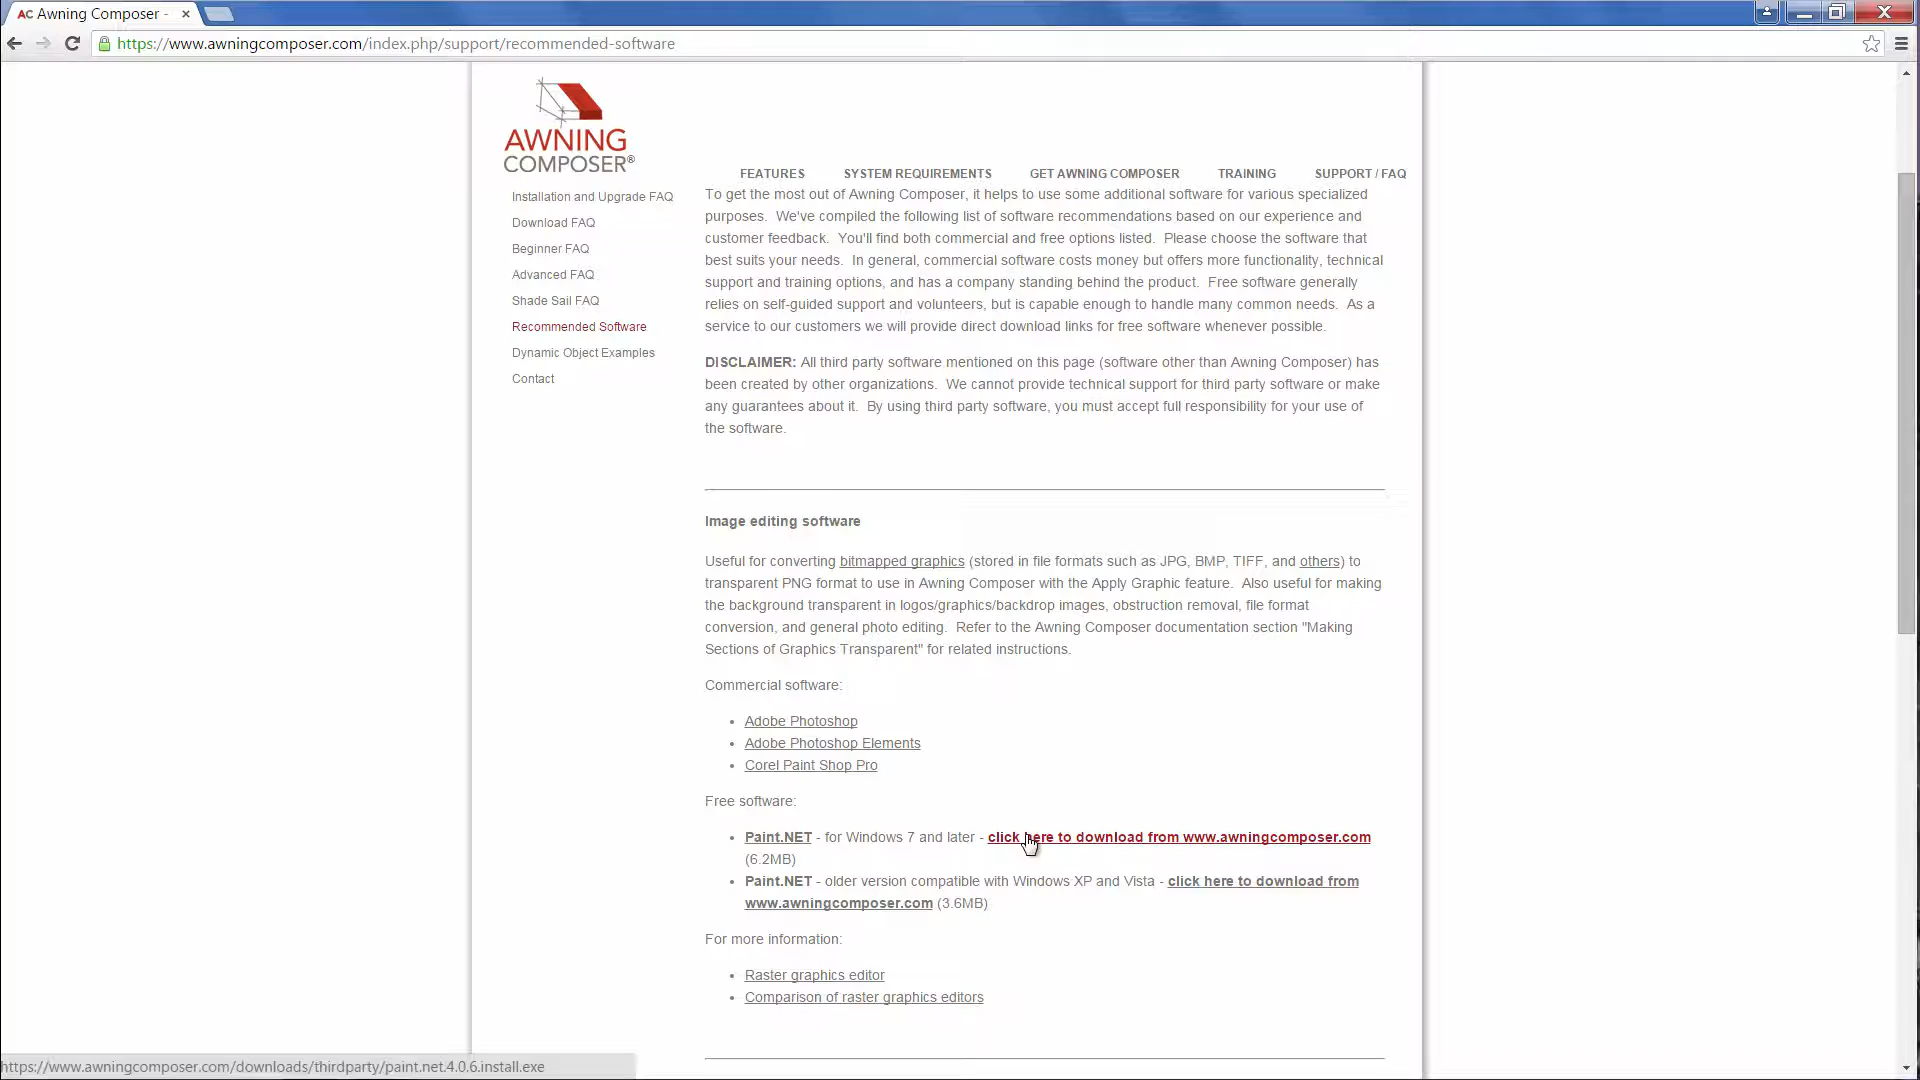 AC Awning Composer -
https://www.awningcomposer.com/index.php/support/recommended-software
AWNING
COMPOSER®
FEATURES SYSTEM REQUIREMENTS GET AWNING COMPOSER TRAINING SUPPORT / FAQ
Installation and Upgrade FAQ
Download FAQ
Beginner FAQ
Advanced FAQ
Shade Sail FAQ
Recommended Software
Dynamic Object Examples
Contact
To get the most out of Awning Composer, it helps to use some additional software for various specialized
purposes. We've compiled the following list of software recommendations based on our experience and
customer feedback. You'll find both commercial and free options listed. Please choose the software that
best suits your needs. In general, commercial software costs money but offers more functionality, technical
support and training options, and has a company standing behind the product. Free software generally
relies on self-guided support and volunteers, but is capable enough to handle many common needs. As a
service to our customers we will provide direct download links for free software whenever possible.
DISCLAIMER: All third party software mentioned on this page (software other than Awning Composer) has
been created by other organizations. We cannot provide technical support for third party software or make
any guarantees about it. By using third party software, you must accept full responsibility for your use of
the software.
Image editing software
Useful for converting bitmapped graphics (stored in file formats such as JPG, BMP, TIFF, and others) to
transparent PNG format to use in Awning Composer with the Apply Graphic feature. Also useful for making
the background transparent in logos/graphics/backdrop images, obstruction removal, file format
conversion, and general photo editing. Refer to the Awning Composer documentation section "Making
Sections of Graphics Transparent" for related instructions.
Commercial software:
• Adobe Photoshop
• Adobe Photoshop Elements
• Corel Paint Shop Pro
Free software:
• Paint.NET - for Windows 7 and later - click here to download from www.awningcomposer.com
(6.2MB)
• Paint.NET - older version compatible with Windows XP and Vista - click here to download from
www.awningcomposer.com (3.6MB)
For more information:
• Raster graphics editor
• Comparison of raster graphics editors
https://www.awningcomposer.com/downloads/thirdparty/paint.net.4.0.6.install.exe